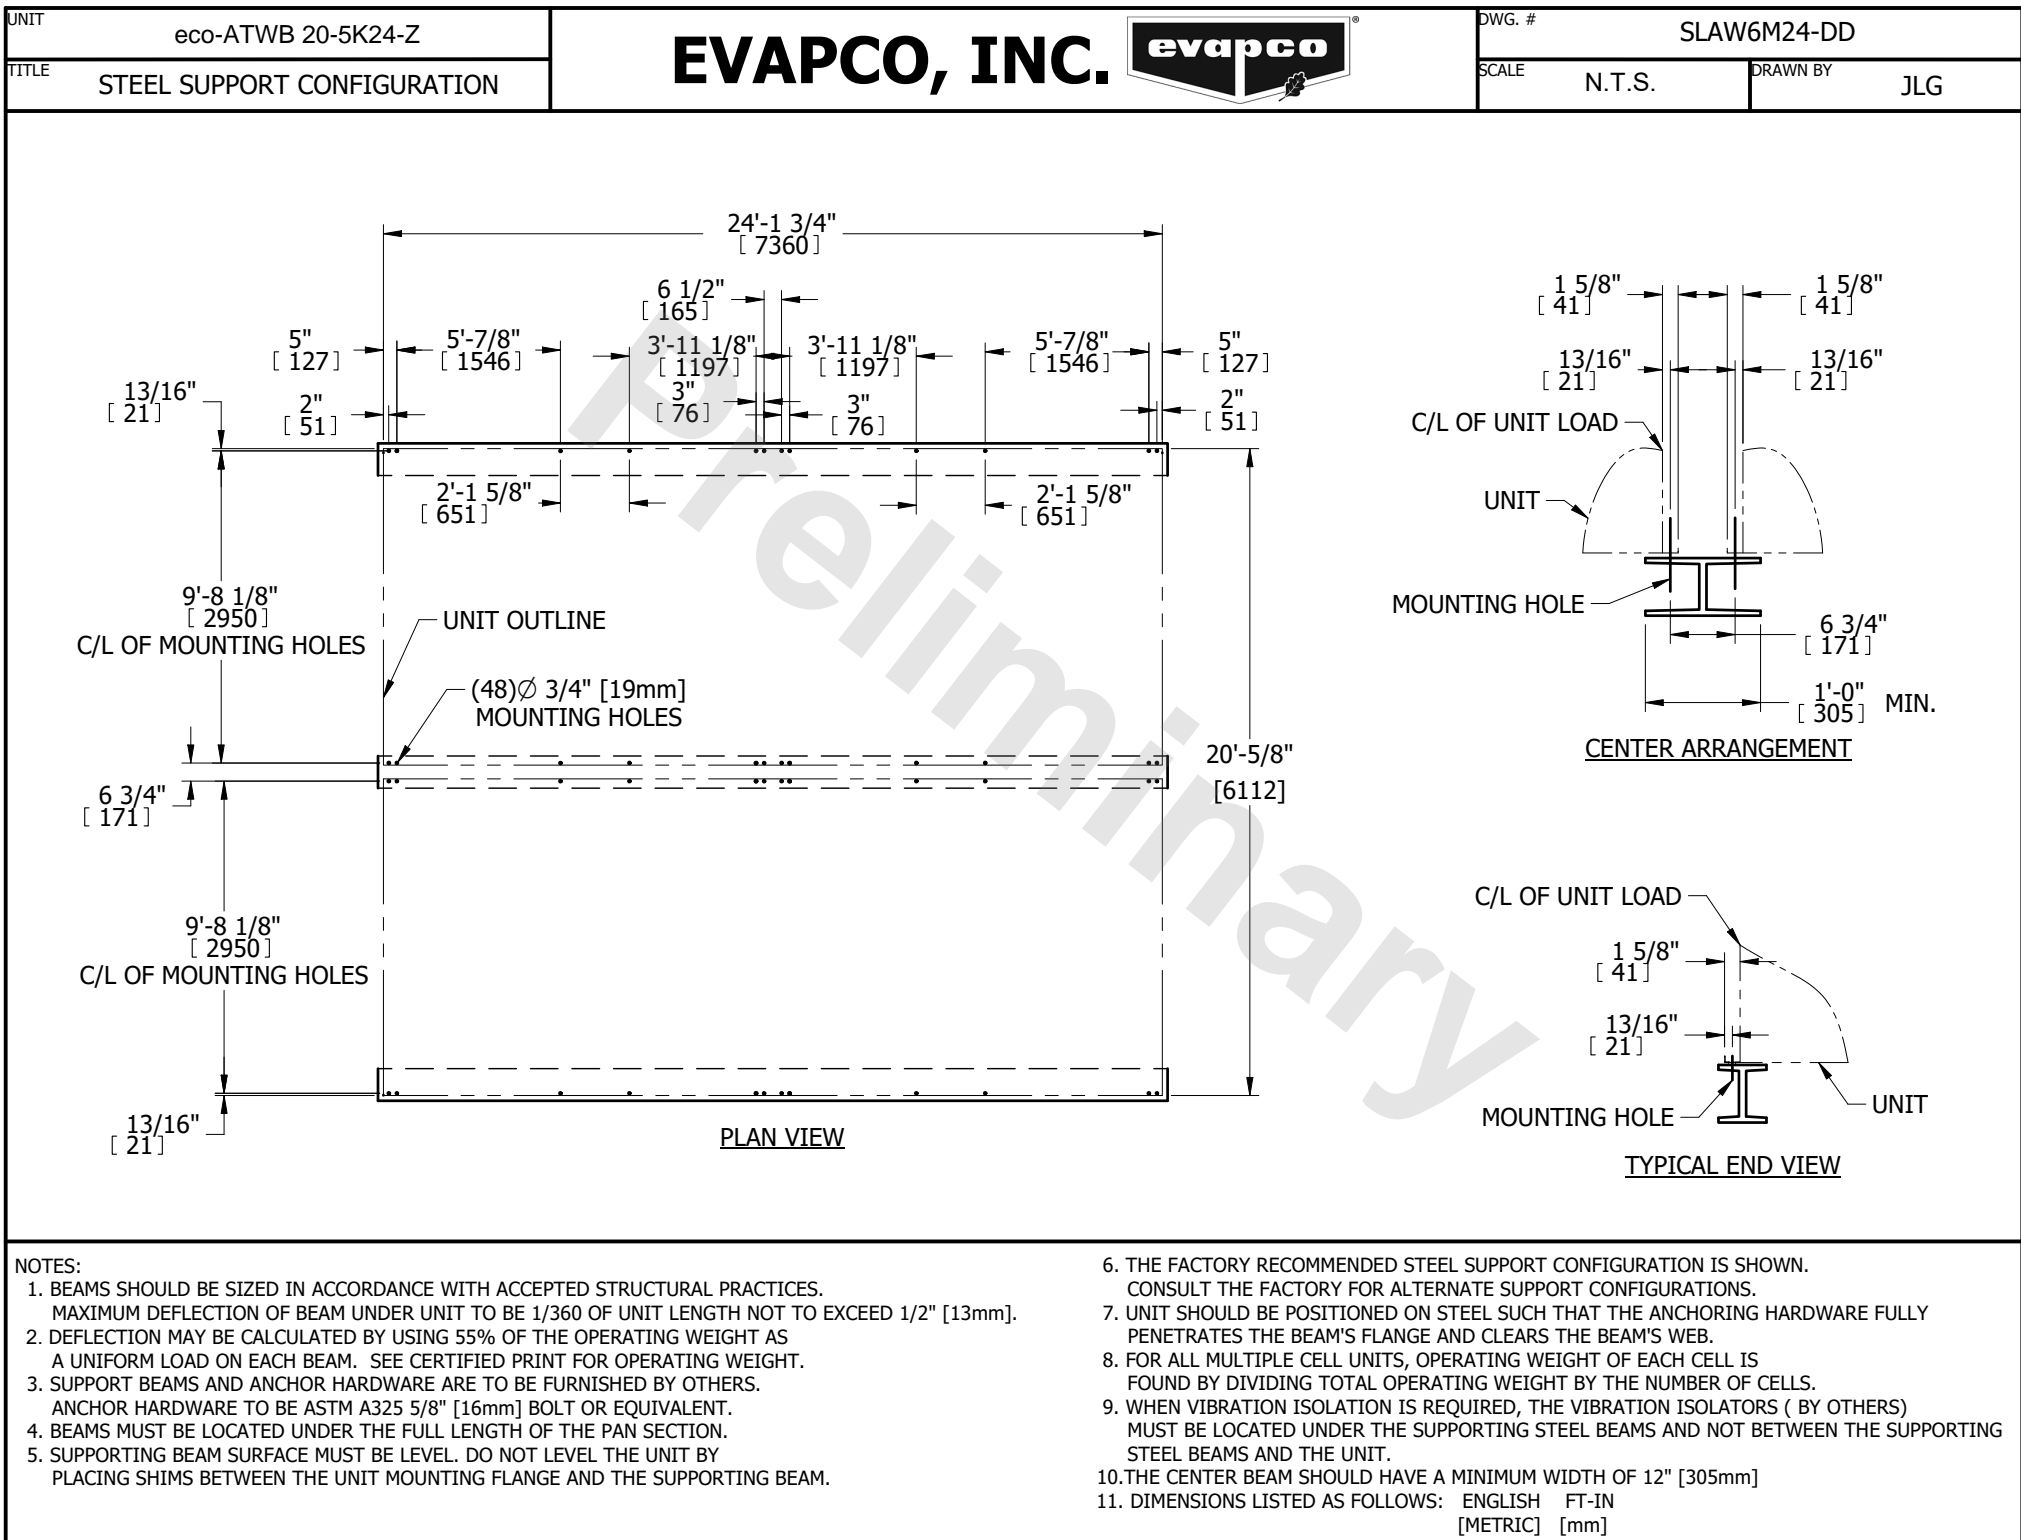 UNIT
eco-ATWB 20-5K24-Z
TITLE
STEEL SUPPORT CONFIGURATION
EVAPCO, INC.
evapco
®
DWG. #
SLAW6M24-DD
SCALE
N.T.S.
DRAWN BY
JLG
24'-1 3/4"
[ 7360 ]
6 1/2"
[ 165 ]
5"
[ 127 ]
5'-7/8"
[ 1546 ]
3'-11 1/8"
[ 1197 ]
3'-11 1/8"
[ 1197 ]
5'-7/8"
[ 1546 ]
5"
[ 127 ]
13/16"
[ 21 ]
2"
[ 51 ]
3"
[ 76 ]
3"
[ 76 ]
2"
[ 51 ]
2'-1 5/8"
[ 651 ]
2'-1 5/8"
[ 651 ]
9'-8 1/8"
[ 2950 ]
C/L OF MOUNTING HOLES
UNIT OUTLINE
(48)Ø 3/4" [19mm]
MOUNTING HOLES
6 3/4"
[ 171 ]
20'-5/8"
[6112]
9'-8 1/8"
[ 2950 ]
C/L OF MOUNTING HOLES
13/16"
[ 21 ]
PLAN VIEW
Preliminary
1 5/8"
[ 41 ]
1 5/8"
[ 41 ]
13/16"
[ 21 ]
13/16"
[ 21 ]
C/L OF UNIT LOAD
UNIT
MOUNTING HOLE
6 3/4"
[ 171 ]
1'-0"
[ 305 ] MIN.
CENTER ARRANGEMENT
C/L OF UNIT LOAD
1 5/8"
[ 41 ]
13/16"
[ 21 ]
MOUNTING HOLE
UNIT
TYPICAL END VIEW
NOTES:
1. BEAMS SHOULD BE SIZED IN ACCORDANCE WITH ACCEPTED STRUCTURAL PRACTICES.
MAXIMUM DEFLECTION OF BEAM UNDER UNIT TO BE 1/360 OF UNIT LENGTH NOT TO EXCEED 1/2" [13mm].
2. DEFLECTION MAY BE CALCULATED BY USING 55% OF THE OPERATING WEIGHT AS
A UNIFORM LOAD ON EACH BEAM. SEE CERTIFIED PRINT FOR OPERATING WEIGHT.
3. SUPPORT BEAMS AND ANCHOR HARDWARE ARE TO BE FURNISHED BY OTHERS.
ANCHOR HARDWARE TO BE ASTM A325 5/8" [16mm] BOLT OR EQUIVALENT.
4. BEAMS MUST BE LOCATED UNDER THE FULL LENGTH OF THE PAN SECTION.
5. SUPPORTING BEAM SURFACE MUST BE LEVEL. DO NOT LEVEL THE UNIT BY
PLACING SHIMS BETWEEN THE UNIT MOUNTING FLANGE AND THE SUPPORTING BEAM.
6. THE FACTORY RECOMMENDED STEEL SUPPORT CONFIGURATION IS SHOWN.
CONSULT THE FACTORY FOR ALTERNATE SUPPORT CONFIGURATIONS.
7. UNIT SHOULD BE POSITIONED ON STEEL SUCH THAT THE ANCHORING HARDWARE FULLY
PENETRATES THE BEAM'S FLANGE AND CLEARS THE BEAM'S WEB.
8. FOR ALL MULTIPLE CELL UNITS, OPERATING WEIGHT OF EACH CELL IS
FOUND BY DIVIDING TOTAL OPERATING WEIGHT BY THE NUMBER OF CELLS.
9. WHEN VIBRATION ISOLATION IS REQUIRED, THE VIBRATION ISOLATORS ( BY OTHERS)
MUST BE LOCATED UNDER THE SUPPORTING STEEL BEAMS AND NOT BETWEEN THE SUPPORTING
STEEL BEAMS AND THE UNIT.
10.THE CENTER BEAM SHOULD HAVE A MINIMUM WIDTH OF 12" [305mm]
11. DIMENSIONS LISTED AS FOLLOWS: ENGLISH FT-IN
[METRIC] [mm]